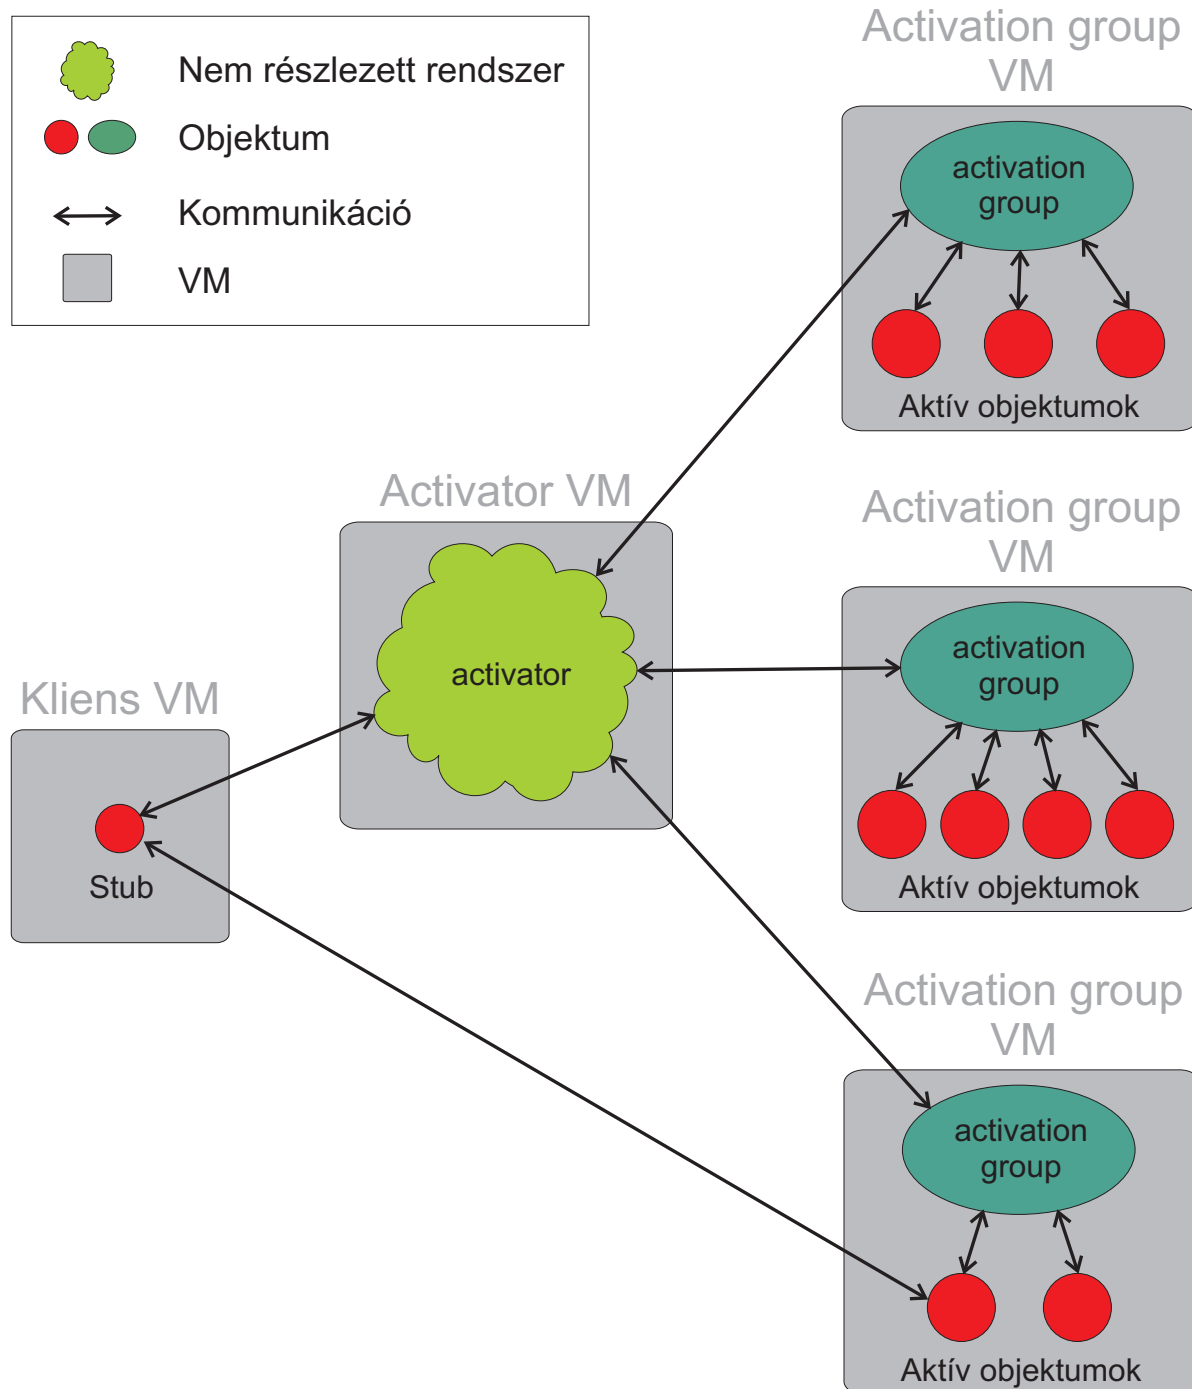 Nem részlezett rendszer
Objektum
Kommunikáció
VM
Activation group
VM
activation
group
Aktív objektumok
Activator VM
activator
Activation group
VM
activation
group
Aktív objektumok
Kliens VM
Stub
Activation group
VM
activation
group
Aktív objektumok